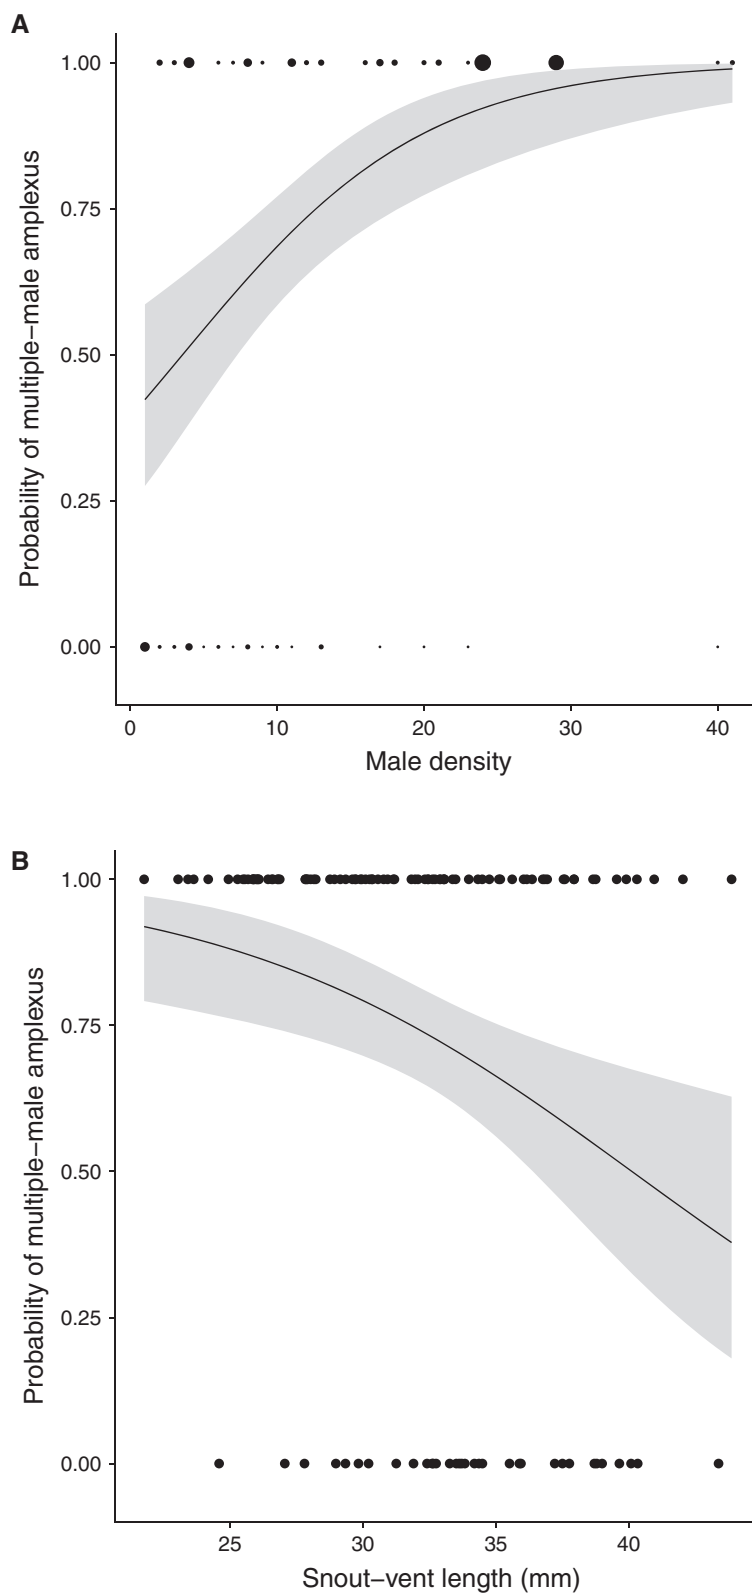 A
1.00
0.75
0.50
0.25
0.00
Probability of multiple−male amplexus
0 10 20 30 40
Male density
B
1.00
0.75
0.50
0.25
0.00
Probability of multiple−male amplexus
25 30 35 40
Snout−vent length (mm)